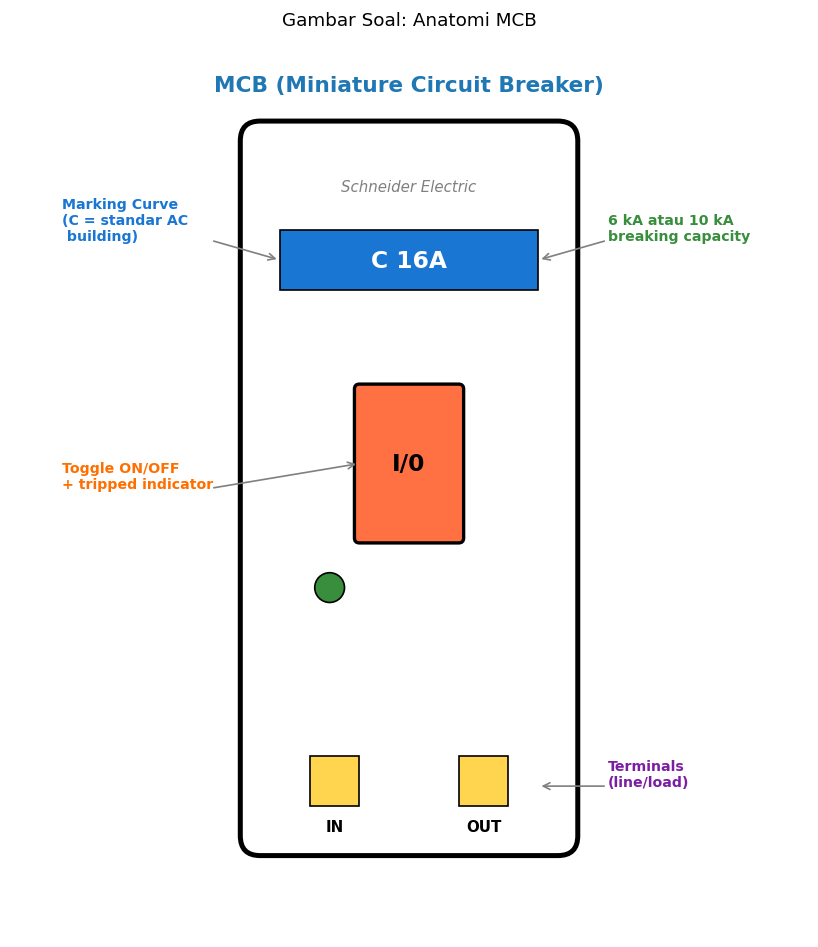 Gambar Soal: Anatomi MCB
MCB (Miniature Circuit Breaker)
Schneider Electric
Marking Curve
(C = standar AC
building)
6 kA atau 10 kA
breaking capacity
C 16A
Toggle ON/OFF
+ tripped indicator
I/0
Terminals
(line/load)
IN
OUT